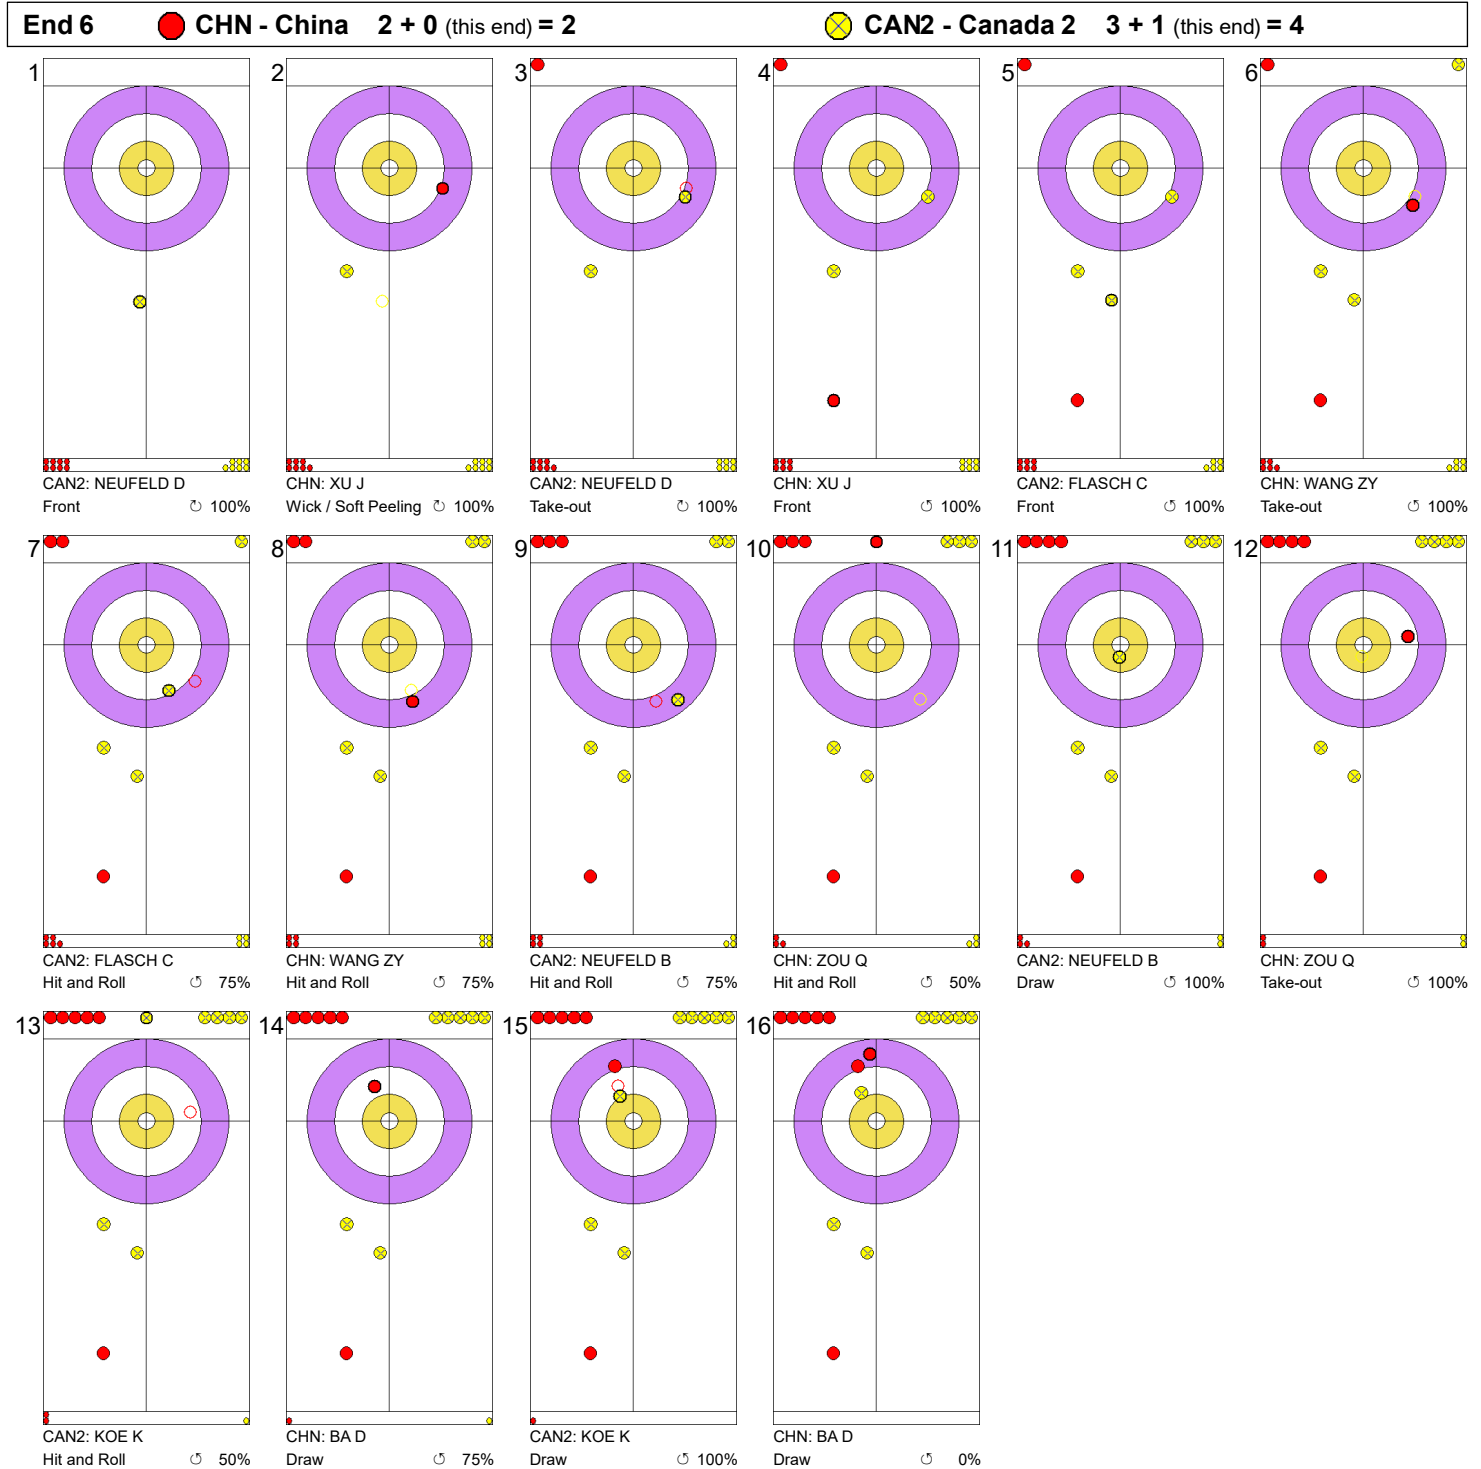 End 6 CHN - China 2 + 0 (this end) = 2 CAN2 - Canada 2 3 + 1 (this end) = 4
1 2 3 4 5 6
CAN2: NEUFELD D CHN: XU J CAN2: NEUFELD D CHN: XU J CAN2: FLASCH C CHN: WANG ZY
Front ↻ 100% Wick / Soft Peeling ↻ 100% Take-out ↺ 100% Front ↺ 100% Front ↺ 100% Take-out ↺ 100%
7 8 9 10 11 12
CAN2: FLASCH C CHN: WANG ZY CAN2: NEUFELD B CHN: ZOU Q CAN2: NEUFELD B CHN: ZOU Q
Hit and Roll ↺ 75% Hit and Roll ↺ 75% Hit and Roll ↺ 75% Hit and Roll ↺ 50% Draw ↺ 100% Take-out ↺ 100%
13 14 15 16
CAN2: KOE K CHN: BA D CAN2: KOE K CHN: BA D
Hit and Roll ↺ 50% Draw ↺ 75% Draw ↺ 100% Draw ↺ 0%